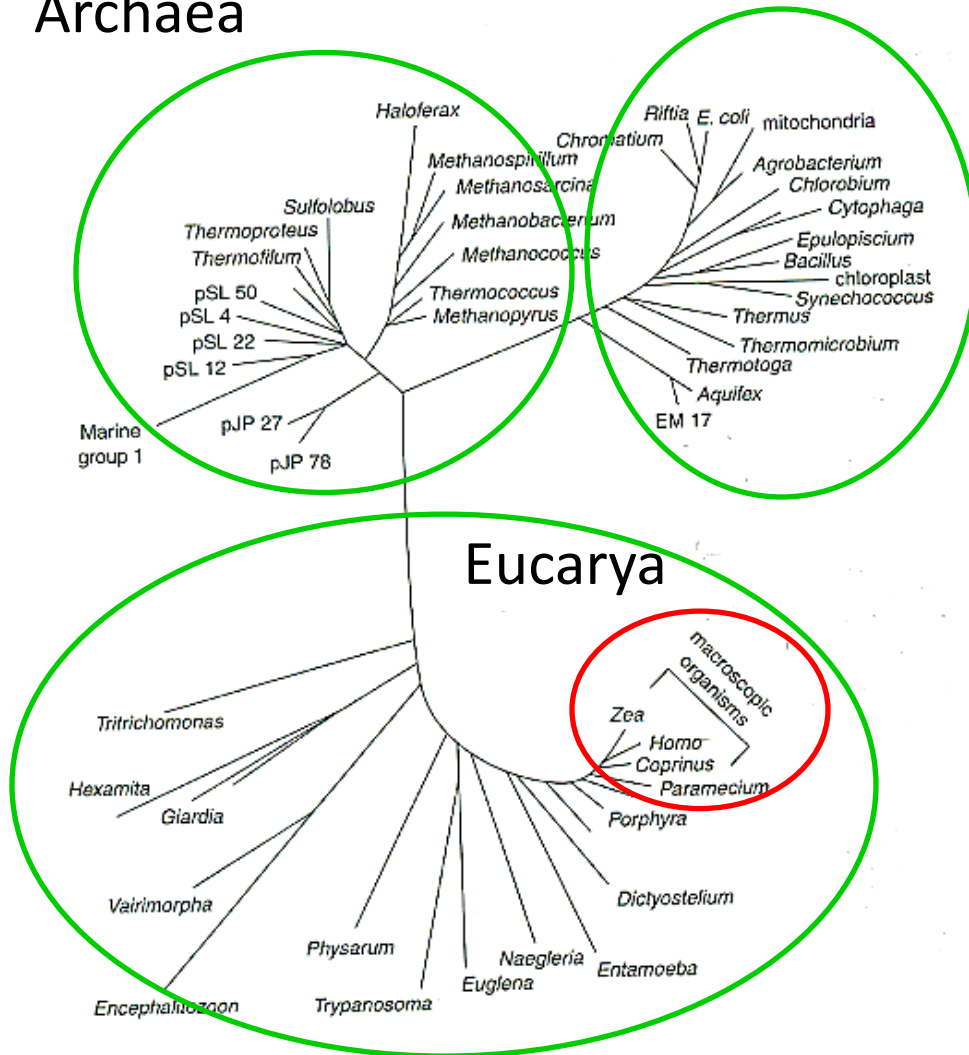 Archaea
Haloferax
Methanospirillum
Methanosarcina
Methanobacterium
Methanococcus
Thermococcus
Methanopyrus
Sulfolobus
Thermoproteus
Thermofilum
pSL 50
pSL 4
pSL 22
pSL 12
Marine
group 1
pJP 27
pJP 78
Riftia
E. coli
mitochondria
Chromatium
Agrobacterium
Chlorobium
Cytophaga
Epulopiscium
Bacillus
chloroplast
Synechococcus
Thermus
Thermomicrobium
Thermotoga
Aquifex
EM 17
Eucarya
macroscopic
organisms
Zea
Homo
Coprinus
Paramecium
Porphyra
Dictyostelium
Entamoeba
Naegleria
Euglena
Trypanosoma
Physarum
Encephalitozoon
Vairimorpha
Giardia
Hexamita
Tritrichomonas